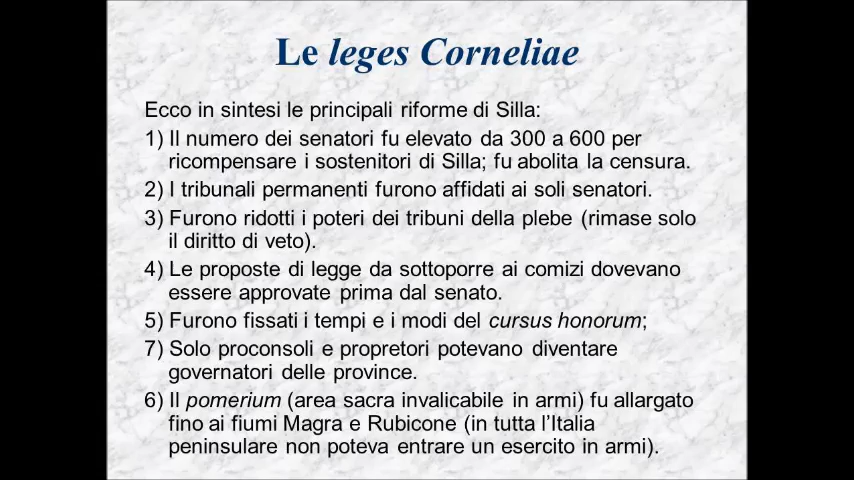 Le leges Corneliae
Ecco in sintesi le principali riforme di Silla:
1) Il numero dei senatori fu elevato da 300 a 600 per
ricompensare i sostenitori di Silla; fu abolita la censura.
2) I tribunali permanenti furono affidati ai soli senatori.
3) Furono ridotti i poteri dei tribuni della plebe (rimase solo
il diritto di veto).
4) Le proposte di legge da sottoporre ai comizi dovevano
essere approvate prima dal senato.
5) Furono fissati i tempi e i modi del cursus honorum;
7) Solo proconsoli e propretori potevano diventare
governatori delle province.
6) Il pomerium (area sacra invalicabile in armi) fu allargato
fino ai fiumi Magra e Rubicone (in tutta l'Italia
peninsulare non poteva entrare un esercito in armi).